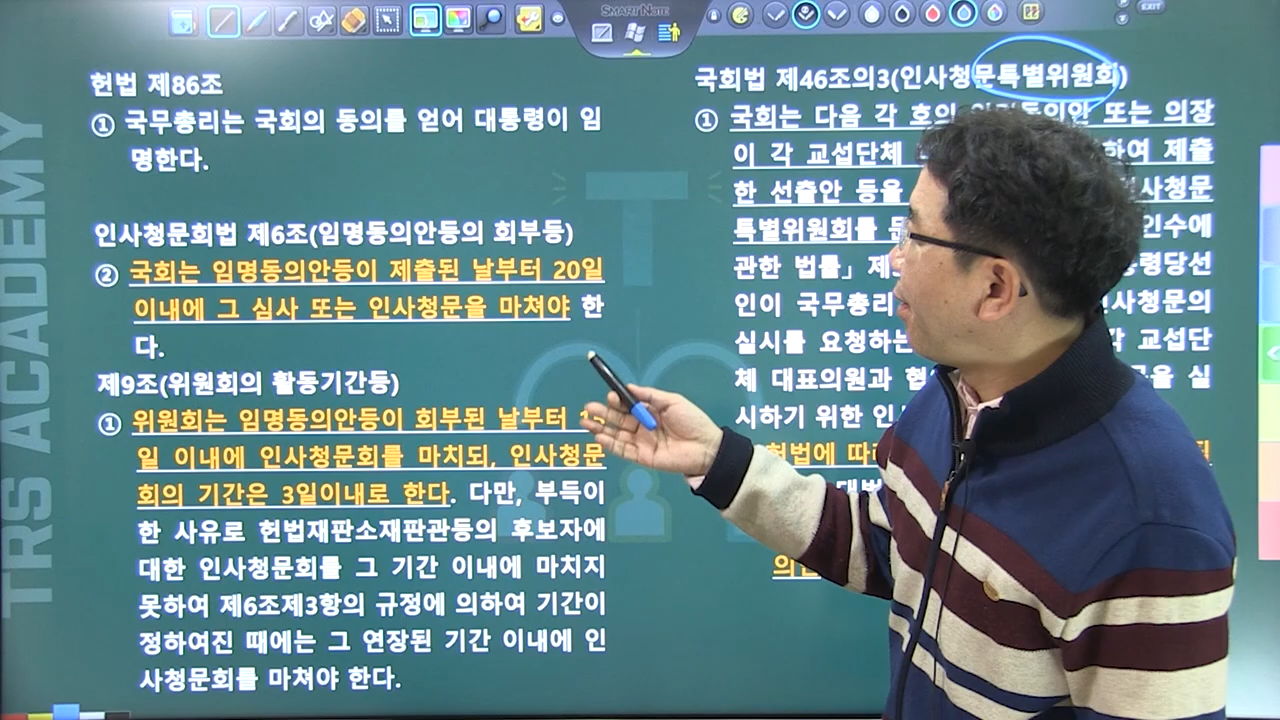 SMART NOTE
EXIT
TRS ACADEMY
헌법 제86조
① 국무총리는 국회의 동의를 얻어 대통령이 임
명한다.
인사청문회법 제6조(임명동의안등의 회부등)
② 국회는 임명동의안등이 제출된 날부터 20일
이내에 그 심사 또는 인사청문을 마쳐야 한
다.
제9조(위원회의 활동기간등)
① 위원회는 임명동의안등이 회부된 날부터
일 이내에 인사청문회를 마치되, 인사청문
회의 기간은 3일이내로 한다. 다만, 부득이
한 사유로 헌법재판소재판관등의 후보자에
대한 인사청문회를 그 기간 이내에 마치지
못하여 제6조제3항의 규정에 의하여 기간이
정하여진 때에는 그 연장된 기간 이내에 인
사청문회를 마쳐야 한다.
국회법 제46조의3(인사청문특별위원회)
① 국회는 다음 각 호의 또는 의장
이 각 교섭단체 하여 제출
한 선출안 등을 인사청문
특별위원회를 인수에
관한 법률」 령당선
인이 국무총리 인사청문의
실시를 요청하는 각 교섭단
체 대표의원과 을 실
시하기 위한
헌법에 따라